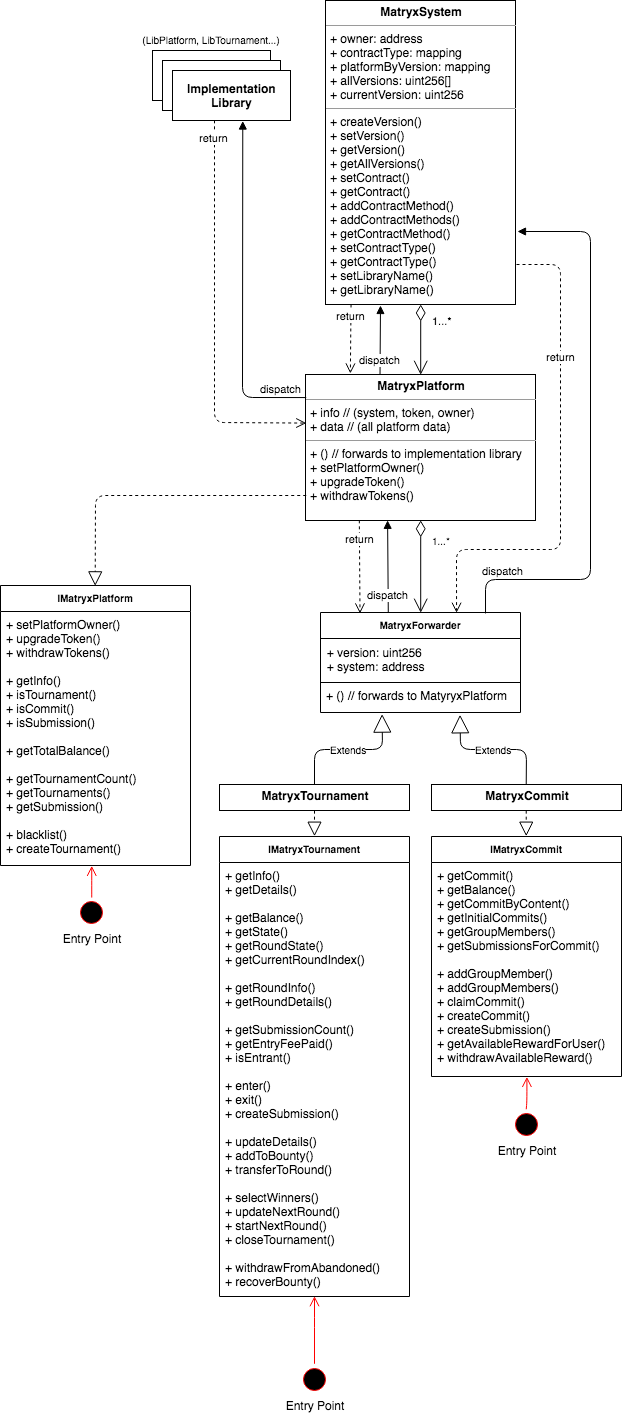 MatryxSystem
+ owner: address
+ contractType: mapping
+ platformByVersion: mapping
+ allVersions: uint256[]
+ currentVersion: uint256
+ createVersion()
+ setVersion()
+ getVersion()
+ getAllVersions()
+ setContract()
+ getContract()
+ addContractMethod()
+ addContractMethods()
+ getContractMethod()
+ setContractType()
+ getContractType()
+ setLibraryName()
+ getLibraryName()
(LibPlatform, LibTournament...)
Implementation
Library
return
return
1...*
dispatch
return
dispatch
MatryxPlatform
+ info // (system, token, owner)
+ data // (all platform data)
+ () // forwards to implementation library
+ setPlatformOwner()
+ upgradeToken()
+ withdrawTokens()
return
1...*
dispatch
dispatch
IMatryxPlatform
+ setPlatformOwner()
+ upgradeToken()
+ withdrawTokens()
+ getInfo()
+ isTournament()
+ isCommit()
+ isSubmission()
+ getTotalBalance()
+ getTournamentCount()
+ getTournaments()
+ getSubmission()
+ blacklist()
+ createTournament()
Entry Point
MatryxForwarder
+ version: uint256
+ system: address
+ () // forwards to MatyryxPlatform
Extends
Extends
MatryxTournament
IMatryxTournament
+ getInfo()
+ getDetails()
+ getBalance()
+ getState()
+ getRoundState()
+ getCurrentRoundIndex()
+ getRoundInfo()
+ getRoundDetails()
+ getSubmissionCount()
+ getEntryFeePaid()
+ isEntrant()
+ enter()
+ exit()
+ createSubmission()
+ updateDetails()
+ addToBounty()
+ transferToRound()
+ selectWinners()
+ updateNextRound()
+ startNextRound()
+ closeTournament()
+ withdrawFromAbandoned()
+ recoverBounty()
Entry Point
MatryxCommit
IMatryxCommit
+ getCommit()
+ getBalance()
+ getCommitByContent()
+ getInitialCommits()
+ getGroupMembers()
+ getSubmissionsForCommit()
+ addGroupMember()
+ addGroupMembers()
+ claimCommit()
+ createCommit()
+ createSubmission()
+ getAvailableRewardForUser()
+ withdrawAvailableReward()
Entry Point